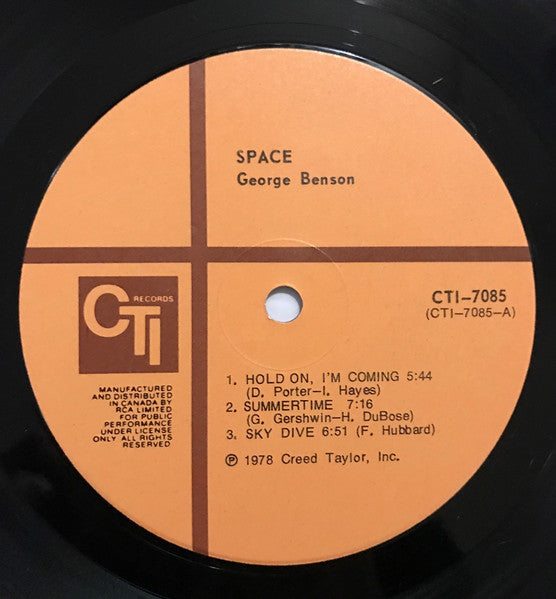 SPACE
George Benson
CTI RECORDS
CTI-7085
(CTI-7085-A)
MANUFACTURED
AND DISTRIBUTED
IN CANADA BY
RCA LIMITED
FOR PUBLIC
PERFORMANCE
UNDER LICENSE
ONLY ALL RIGHTS
RESERVED
1. HOLD ON, I'M COMING 5:44
(D. Porter-I. Hayes)
2. SUMMERTIME 7:16
(G. Gershwin-H. DuBose)
3. SKY DIVE 6:51 (F. Hubbard)
℗ 1978 Creed Taylor, Inc.